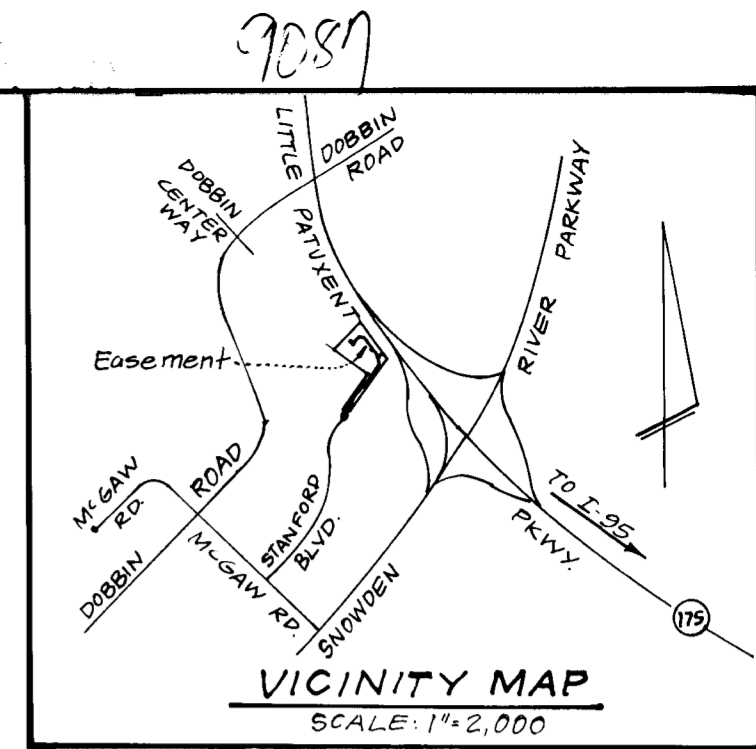 9087
LITTLE
PATUXENT
DOBBIN
ROAD
DOBBIN
CENTER
WAY
RIVER PARKWAY
Easement
McGAW
RD.
DOBBIN
ROAD
McGAW RD.
STANFORD
BLVD.
SNOWDEN
PKWY.
TO I-95
175
VICINITY MAP
SCALE: 1"=2,000